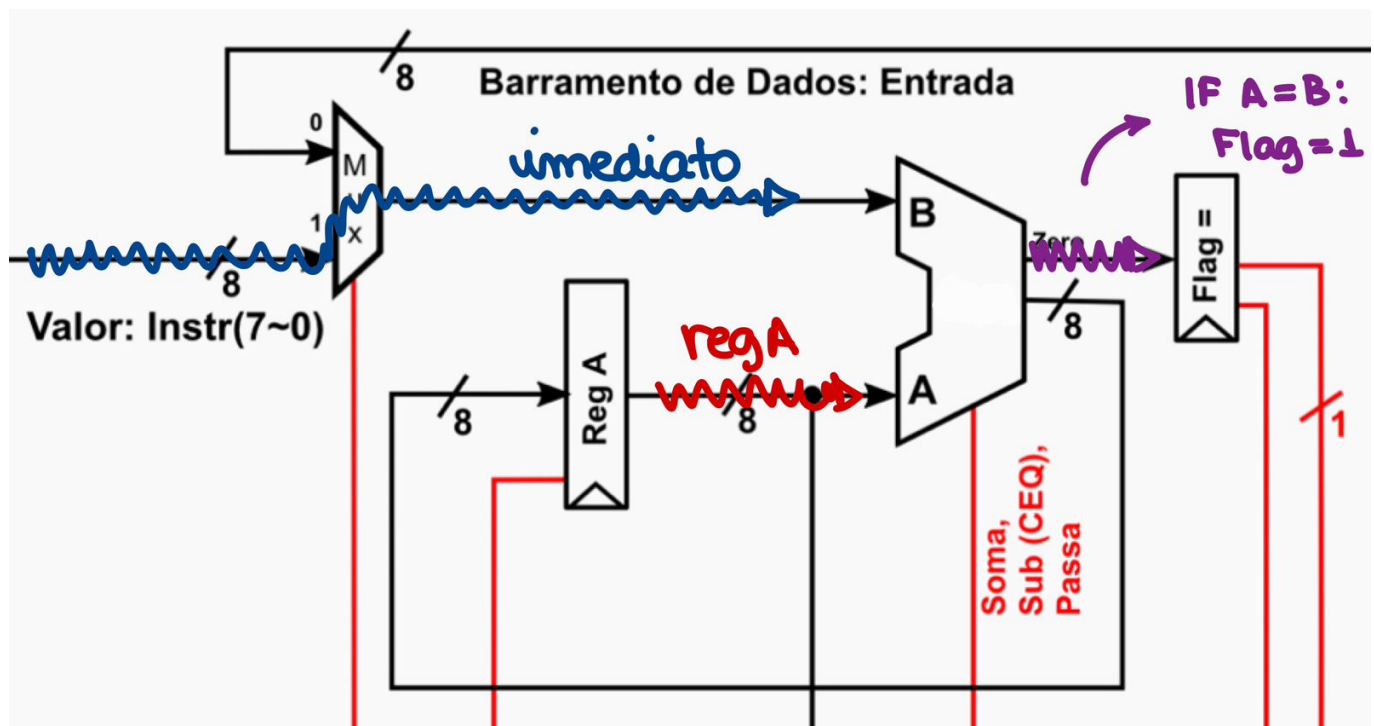 8
Barramento de Dados: Entrada
IF A=B:
Flag=1
0
M
u
x
1
imediato
B
Zero
Flag =
8
Valor: Instr(7~0)
8
regA
Reg A
8
8
A
1
Soma,
Sub (CEQ),
Passa